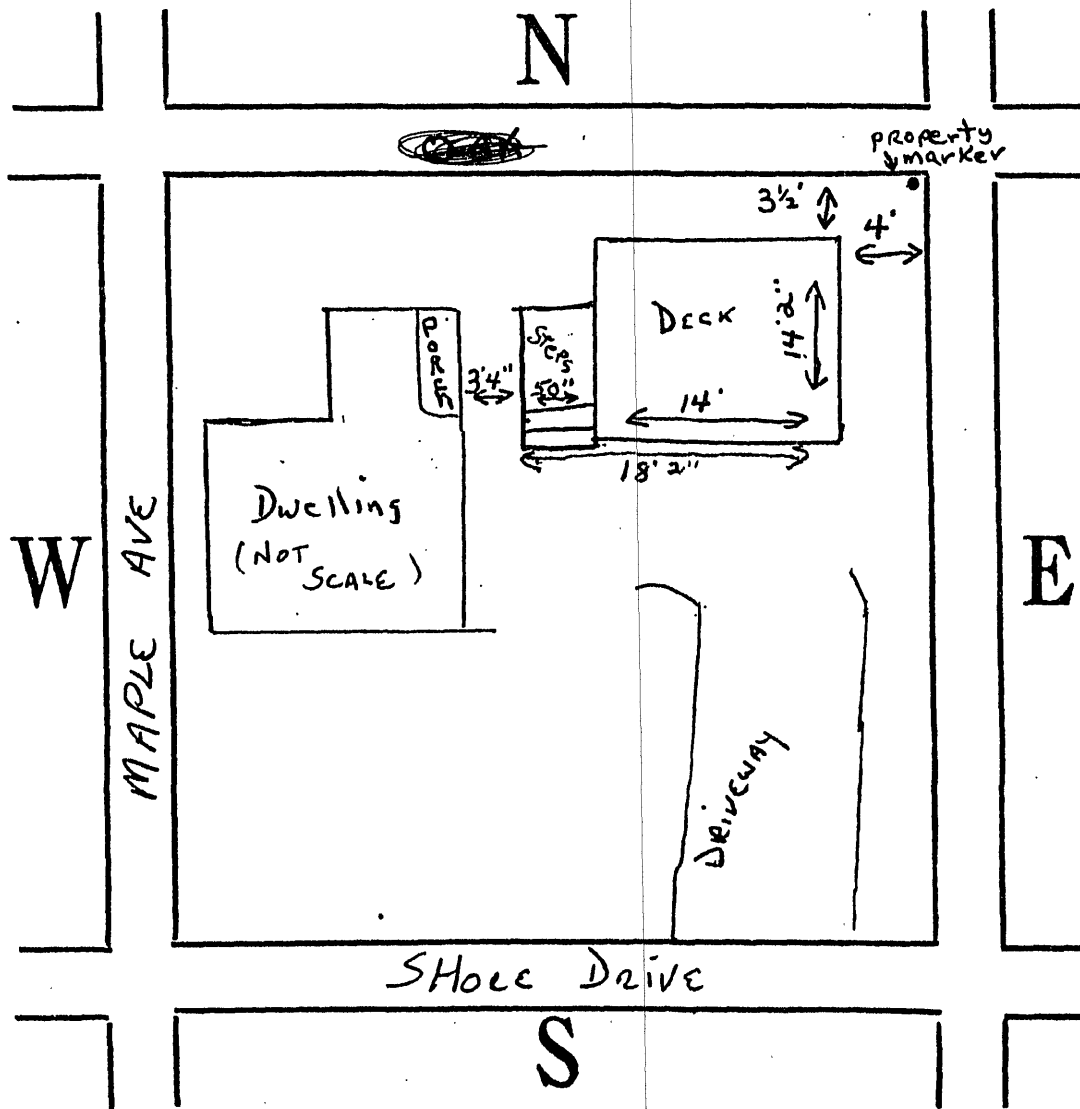 N
property
marker
3½'
4'
DECK
14'2"
PORCH
STEPS
3'4"
50"
14'
18'2"
Dwelling
(NOT
SCALE)
W
MAPLE AVE
E
DRIVEWAY
SHORE DRIVE
S